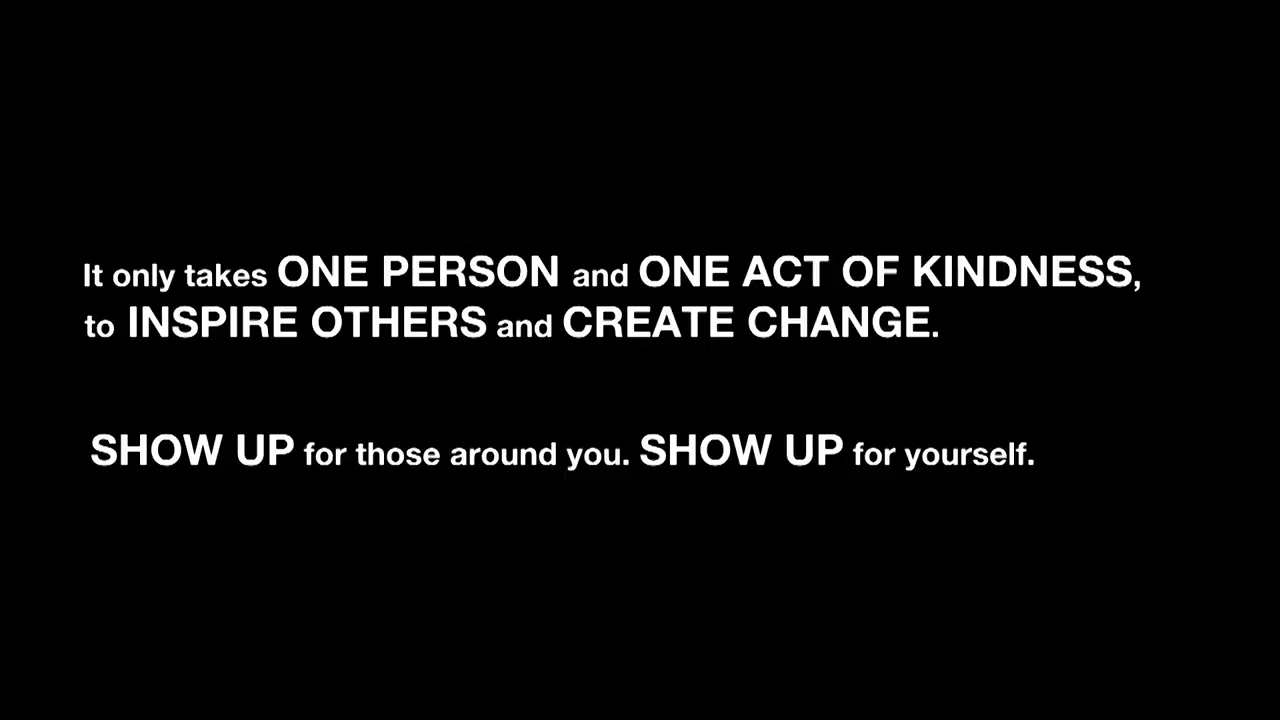 It only takes ONE PERSON and ONE ACT OF KINDNESS,
to INSPIRE OTHERS and CREATE CHANGE.
SHOW UP for those around you. SHOW UP for yourself.